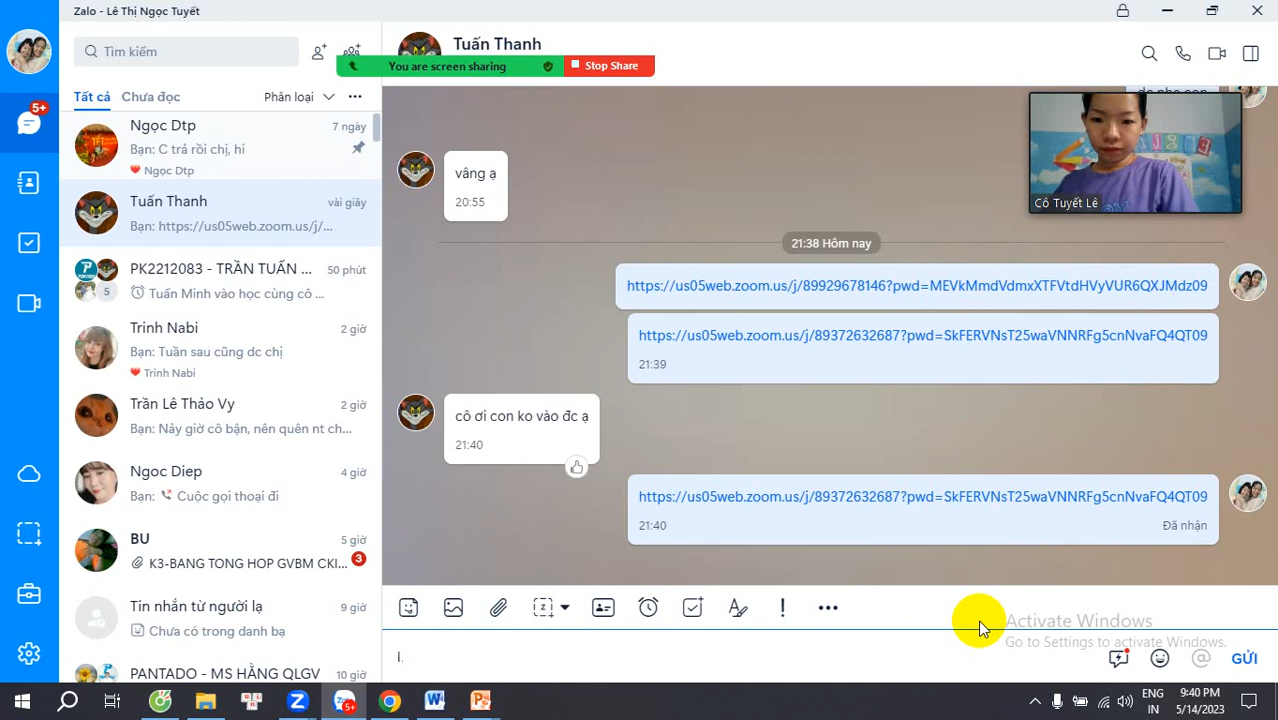 Zalo - Lê Thị Ngọc Tuyết
Tìm kiếm
Tất cả
Chưa đọc
Phân loại
Ngọc Dtp
7 ngày
Bạn: C trả rồi chị, hi
Ngọc Dtp
Tuấn Thanh
vài giây
Bạn: https://us05web.zoom.us/j/...
PK2212083 - TRẦN TUẤN ...
50 phút
5
Tuấn Minh vào học cùng cô ...
Trinh Nabi
2 giờ
Bạn: Tuần sau cũng dc chị
Trinh Nabi
Trần Lê Thảo Vy
2 giờ
Bạn: Nảy giờ cô bận, nên quên nt ch...
Ngoc Diep
4 giờ
Bạn: Cuộc gọi thoại đi
BU
5 giờ
K3-BANG TONG HOP GVBM CKI...
3
Tin nhắn từ người lạ
9 giờ
Chưa có trong danh bạ
PANTADO - MS HẰNG QLGV
6 giờ
5+
Tuấn Thanh
You are screen sharing
Stop Share
Cô Tuyết Lê
vâng ạ
20:55
21:38 Hôm nay
https://us05web.zoom.us/j/89929678146?pwd=MEVkMmdVdmxXTFVtdHVyVUR6QXJMdz09
https://us05web.zoom.us/j/89372632687?pwd=SkFERVNsT25waVNNRFg5cnNvaFQ4QT09
21:39
cô ơi con ko vào đc ạ
21:40
https://us05web.zoom.us/j/89372632687?pwd=SkFERVNsT25waVNNRFg5cnNvaFQ4QT09
21:40
Đã nhận
Activate Windows
Go to Settings to activate Windows.
GỬI
ENG
IN
9:40 PM
5/14/2023